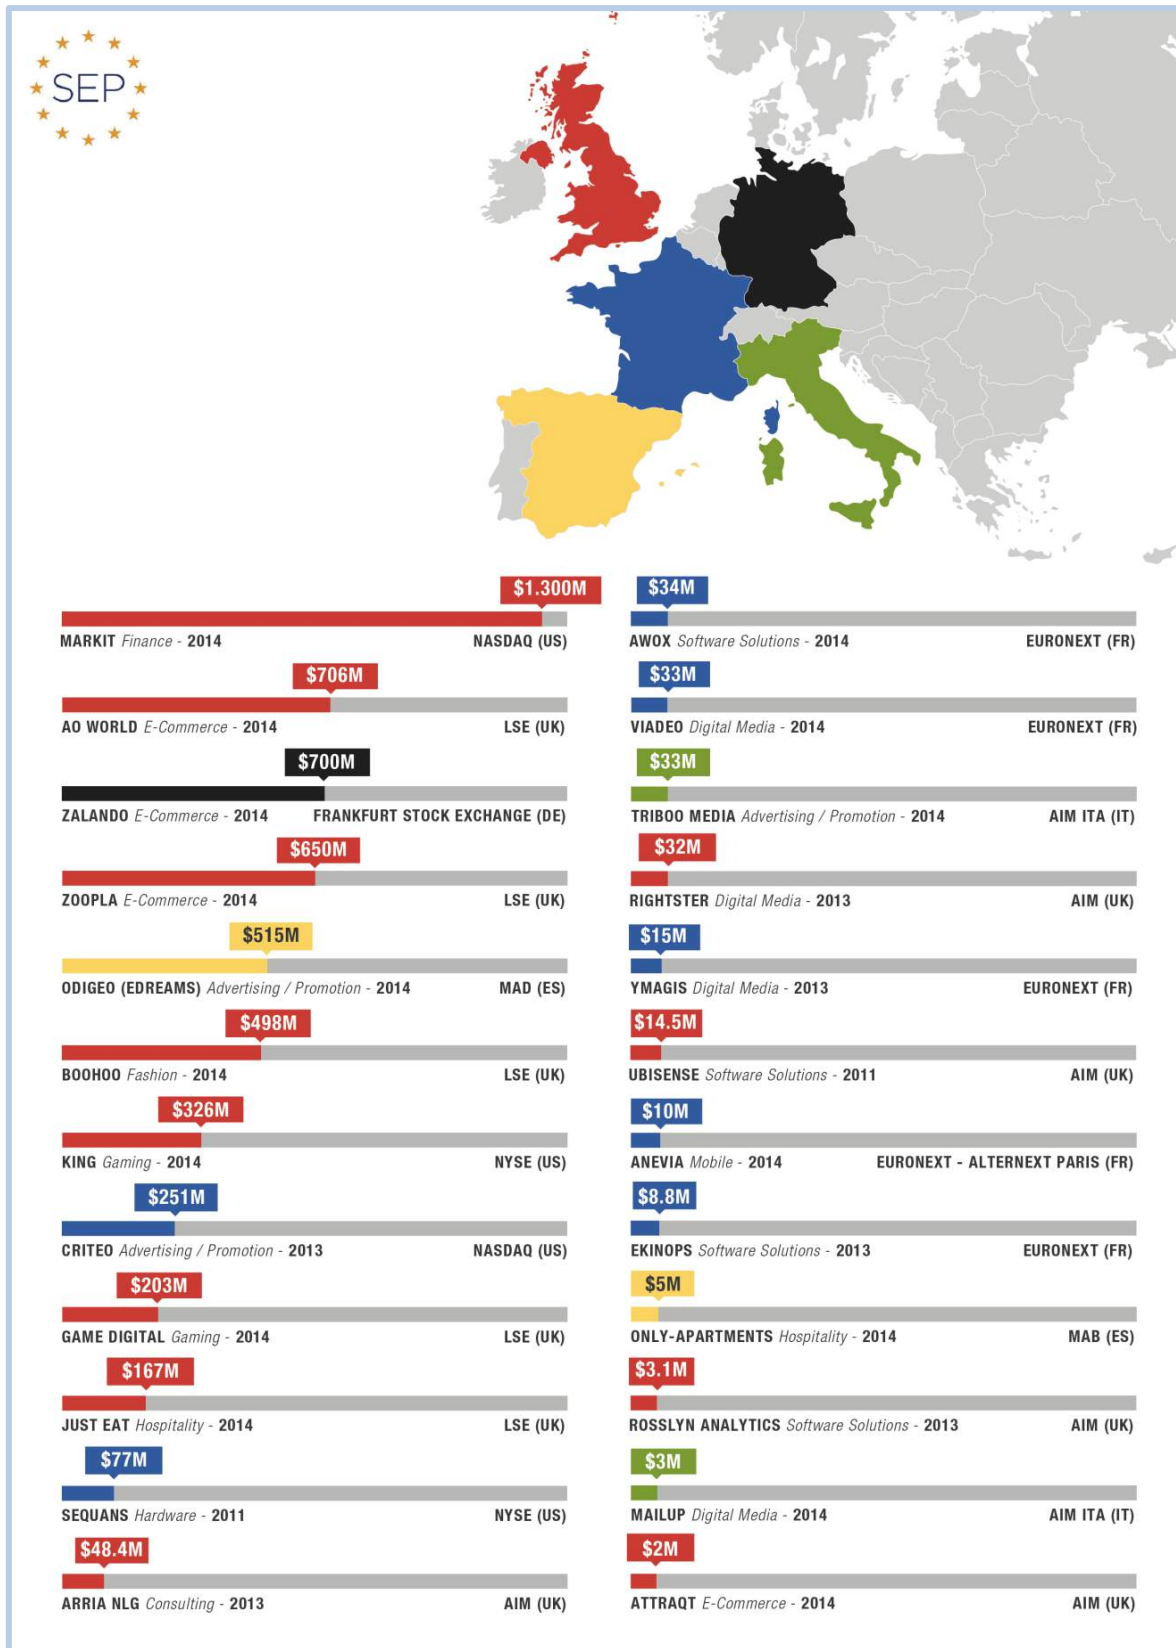 SEP
$1.300M
MARKIT Finance - 2014 NASDAQ (US)
$706M
AO WORLD E-Commerce - 2014 LSE (UK)
$700M
ZALANDO E-Commerce - 2014 FRANKFURT STOCK EXCHANGE (DE)
$650M
ZOOPLA E-Commerce - 2014 LSE (UK)
$515M
ODIGEO (EDREAMS) Advertising / Promotion - 2014 MAD (ES)
$498M
BOOHOO Fashion - 2014 LSE (UK)
$326M
KING Gaming - 2014 NYSE (US)
$251M
CRITEO Advertising / Promotion - 2013 NASDAQ (US)
$203M
GAME DIGITAL Gaming - 2014 LSE (UK)
$167M
JUST EAT Hospitality - 2014 LSE (UK)
$77M
SEQUANS Hardware - 2011 NYSE (US)
$48.4M
ARRIA NLG Consulting - 2013 AIM (UK)
$34M
AWOX Software Solutions - 2014 EURONEXT (FR)
$33M
VIADEO Digital Media - 2014 EURONEXT (FR)
$33M
TRIBOO MEDIA Advertising / Promotion - 2014 AIM ITA (IT)
$32M
RIGHTSTER Digital Media - 2013 AIM (UK)
$15M
YMAGIS Digital Media - 2013 EURONEXT (FR)
$14.5M
UBISENSE Software Solutions - 2011 AIM (UK)
$10M
ANEVIA Mobile - 2014 EURONEXT - ALTERNEXT PARIS (FR)
$8.8M
EKINOPS Software Solutions - 2013 EURONEXT (FR)
$5M
ONLY-APARTMENTS Hospitality - 2014 MAB (ES)
$3.1M
ROSSLYN ANALYTICS Software Solutions - 2013 AIM (UK)
$3M
MAILUP Digital Media - 2014 AIM ITA (IT)
$2M
ATTRAQT E-Commerce - 2014 AIM (UK)